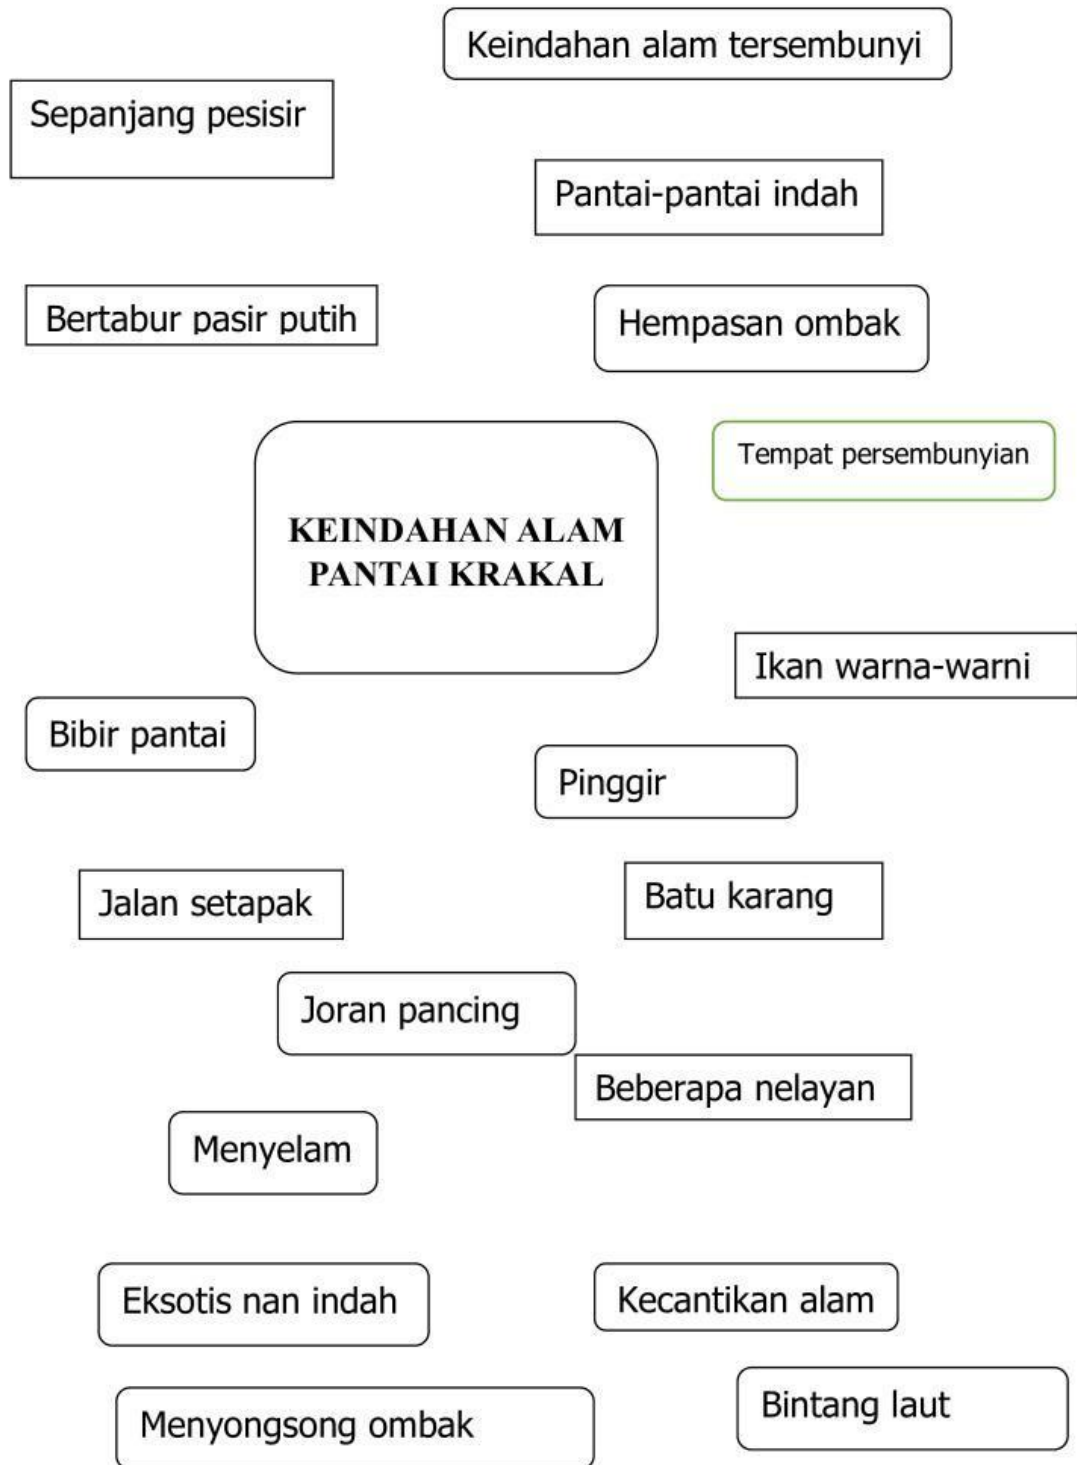 Keindahan alam tersembunyi
Sepanjang pesisir
Pantai-pantai indah
Bertabur pasir putih
Hempasan ombak
Tempat persembunyian
KEINDAHAN ALAM
PANTAI KRAKAL
Ikan warna-warni
Bibir pantai
Pinggir
Jalan setapak
Batu karang
Joran pancing
Beberapa nelayan
Menyelam
Eksotis nan indah
Kecantikan alam
Bintang laut
Menyongsong ombak